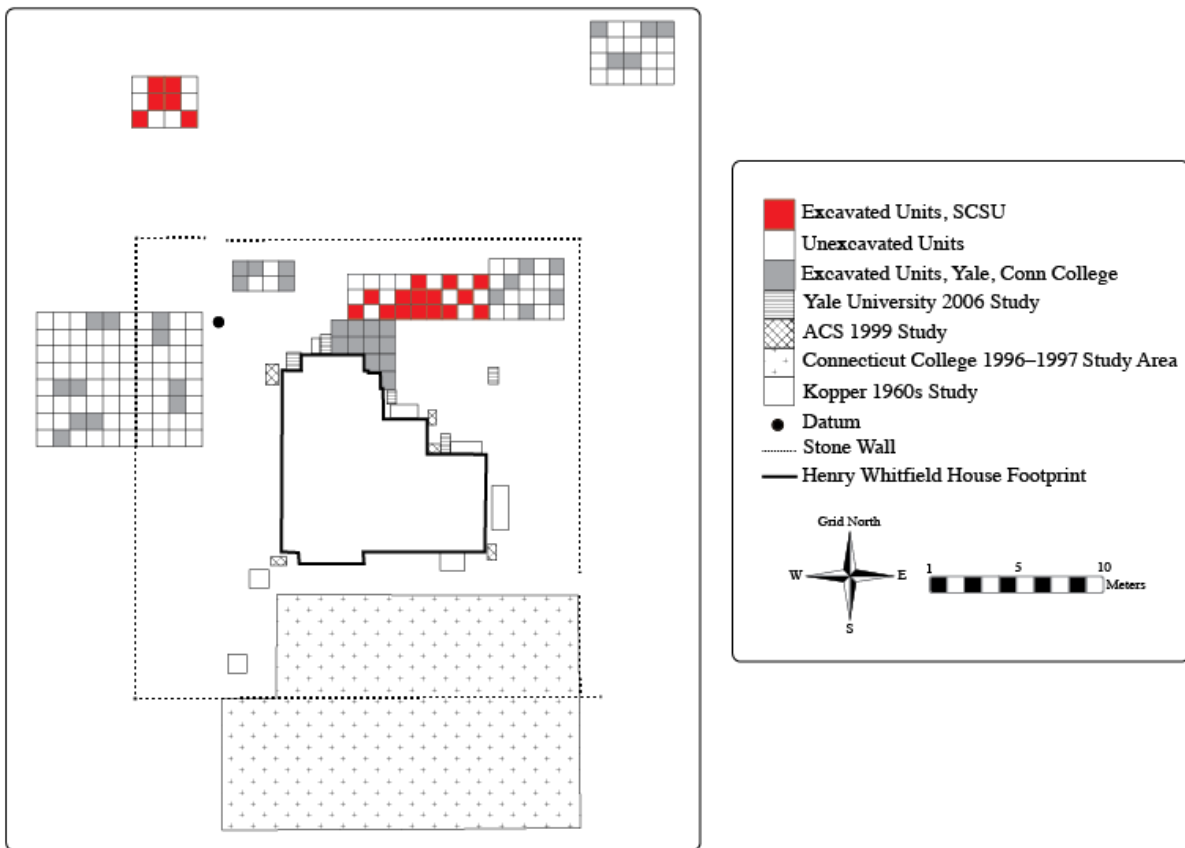 Excavated Units, SCSU
Unexcavated Units
Excavated Units, Yale, Conn College
Yale University 2006 Study
ACS 1999 Study
Connecticut College 1996–1997 Study Area
Kopper 1960s Study
Datum
Stone Wall
Henry Whitfield House Footprint
Grid North
W E
S
1 5 10
Meters